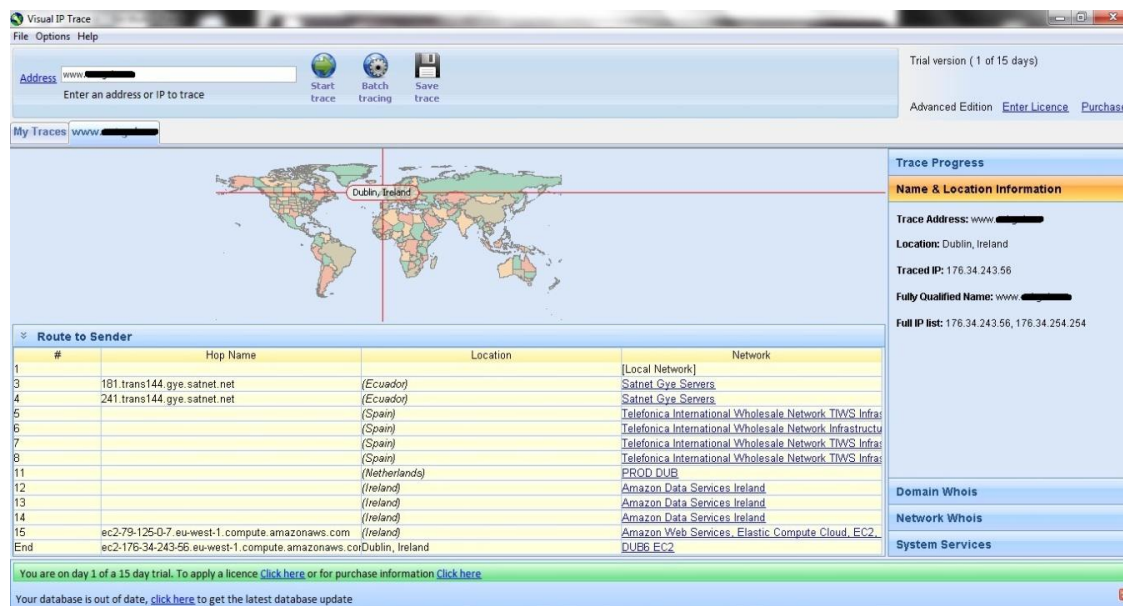 Visual IP Trace
File Options Help
Address www.
Enter an address or IP to trace
Start trace
Batch tracing
Save trace
Trial version ( 1 of 15 days)
Advanced Edition Enter Licence Purchase
My Traces www.
Dublin, Ireland
Trace Progress
Name & Location Information
Trace Address: www.
Location: Dublin, Ireland
Traced IP: 176.34.243.56
Fully Qualified Name: www.
Full IP list: 176.34.243.56, 176.34.254.254
Domain Whois
Network Whois
System Services
Route to Sender
# Hop Name Location Network
1 [Local Network]
3 181.trans144.gye.satnet.net (Ecuador) Satnet Gye Servers
4 241.trans144.gye.satnet.net (Ecuador) Satnet Gye Servers
5 (Spain) Telefonica International Wholesale Network TIWS Infras
6 (Spain) Telefonica International Wholesale Network Infrastructu
7 (Spain) Telefonica International Wholesale Network TIWS Infras
8 (Spain) Telefonica International Wholesale Network TIWS Infras
11 (Netherlands) PROD DUB
12 (Ireland) Amazon Data Services Ireland
13 (Ireland) Amazon Data Services Ireland
14 (Ireland) Amazon Data Services Ireland
15 ec2-79-125-0-7.eu-west-1.compute.amazonaws.com (Ireland) Amazon Web Services, Elastic Compute Cloud, EC2,
End ec2-176-34-243-56.eu-west-1.compute.amazonaws.cor Dublin, Ireland DUB6 EC2
You are on day 1 of a 15 day trial. To apply a licence Click here or for purchase information Click here
Your database is out of date, click here to get the latest database update